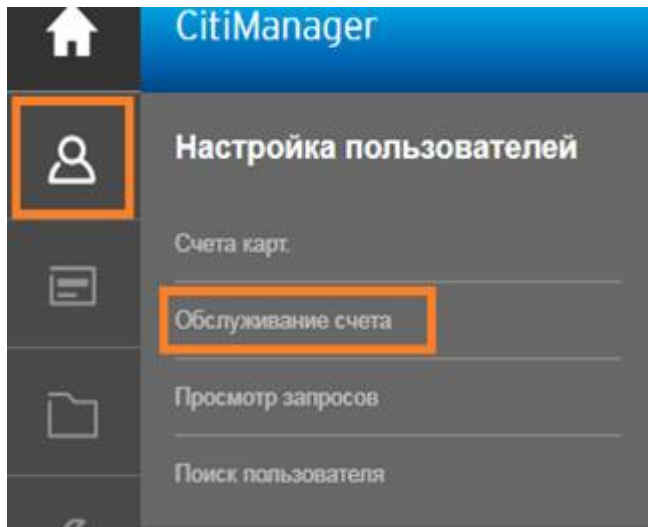 CitiManager
Настройка пользователей
Счета карт.
Обслуживание счета
Просмотр запросов
Поиск пользователя